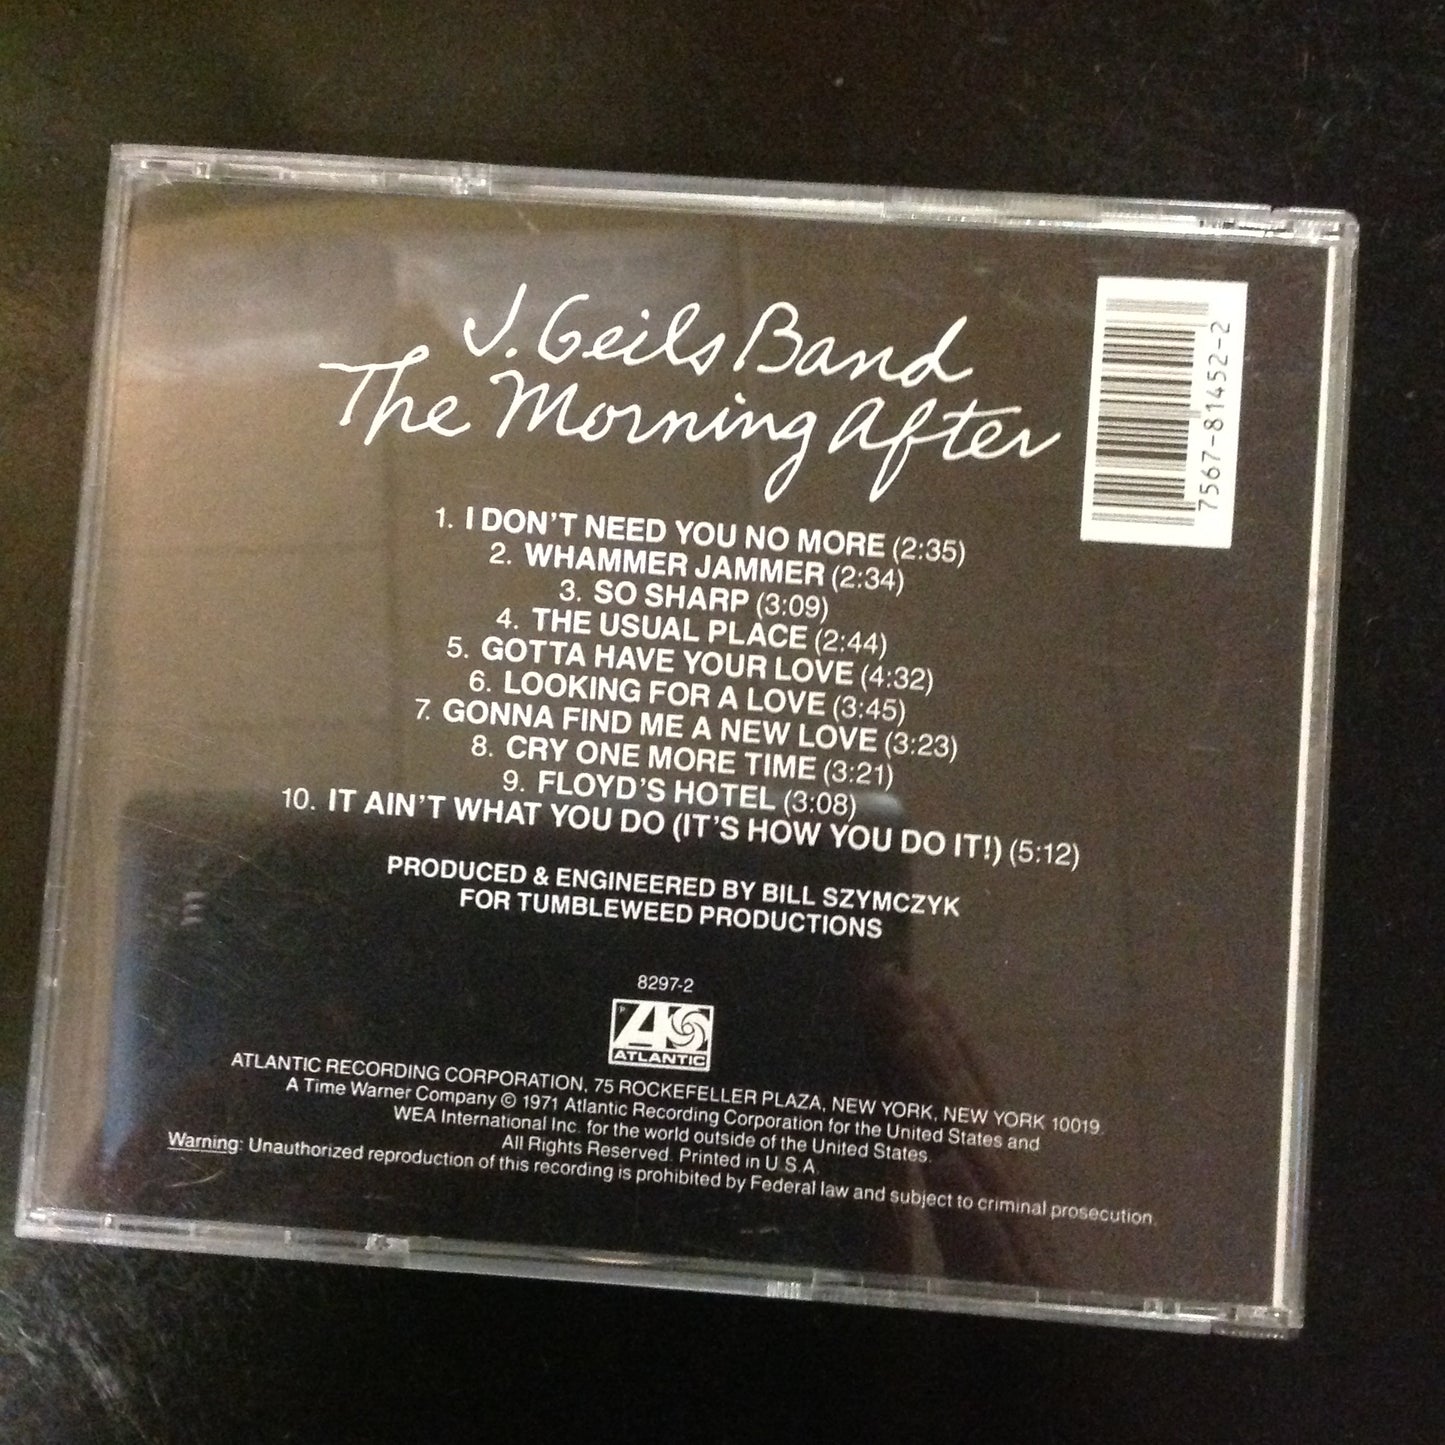 J. Geils Band
The Morning After
7567-81452-2
1. I DON'T NEED YOU NO MORE (2:35)
2. WHAMMER JAMMER (2:34)
3. SO SHARP (3:09)
4. THE USUAL PLACE (2:44)
5. GOTTA HAVE YOUR LOVE (4:32)
6. LOOKING FOR A LOVE (3:45)
7. GONNA FIND ME A NEW LOVE (3:23)
8. CRY ONE MORE TIME (3:21)
9. FLOYD'S HOTEL (3:08)
10. IT AIN'T WHAT YOU DO (IT'S HOW YOU DO IT!) (5:12)
PRODUCED & ENGINEERED BY BILL SZYMCZYK
FOR TUMBLEWEED PRODUCTIONS
8297-2
ATLANTIC
ATLANTIC RECORDING CORPORATION, 75 ROCKEFELLER PLAZA, NEW YORK, NEW YORK 10019.
A Time Warner Company © 1971 Atlantic Recording Corporation for the United States and
WEA International Inc. for the world outside of the United States.
All Rights Reserved. Printed in U.S.A.
Warning: Unauthorized reproduction of this recording is prohibited by Federal law and subject to criminal prosecution.